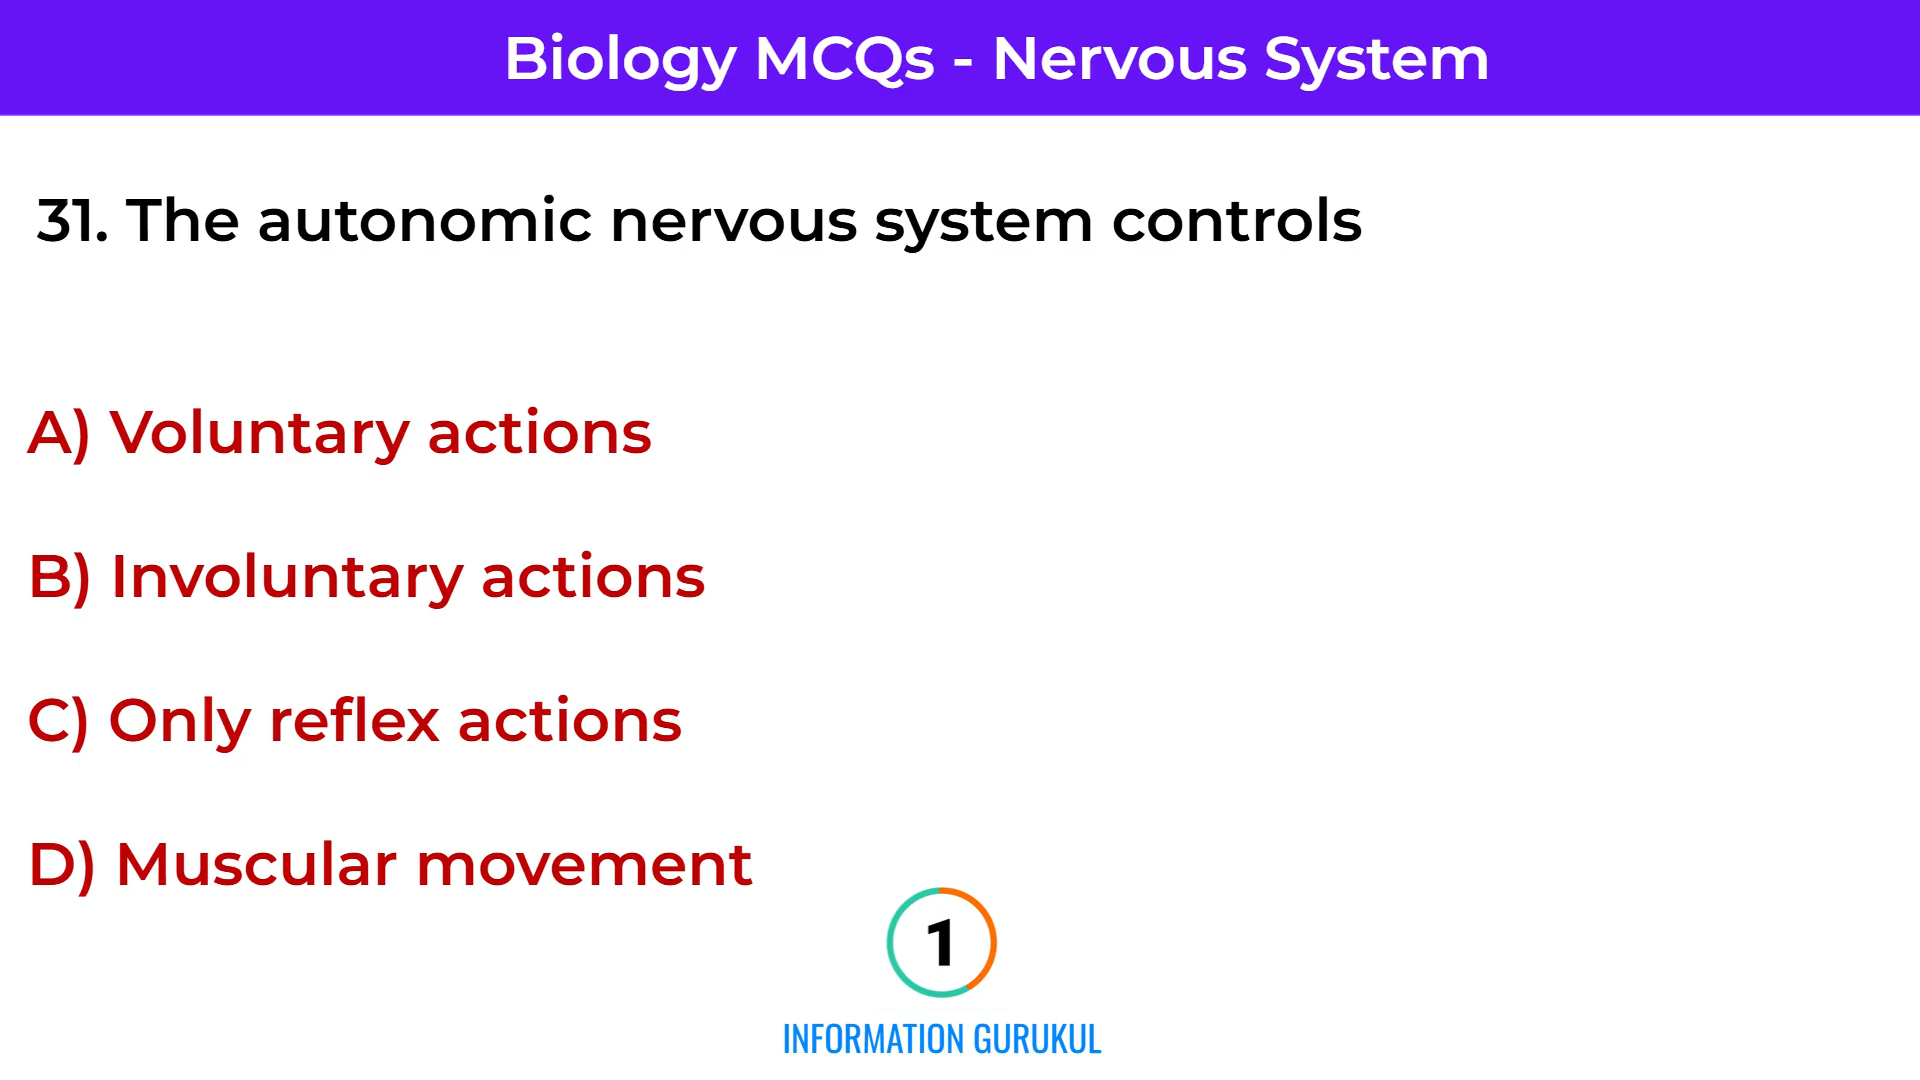 Biology MCQs - Nervous System
31. The autonomic nervous system controls
A) Voluntary actions
B) Involuntary actions
C) Only reflex actions
D) Muscular movement
1
INFORMATION GURUKUL